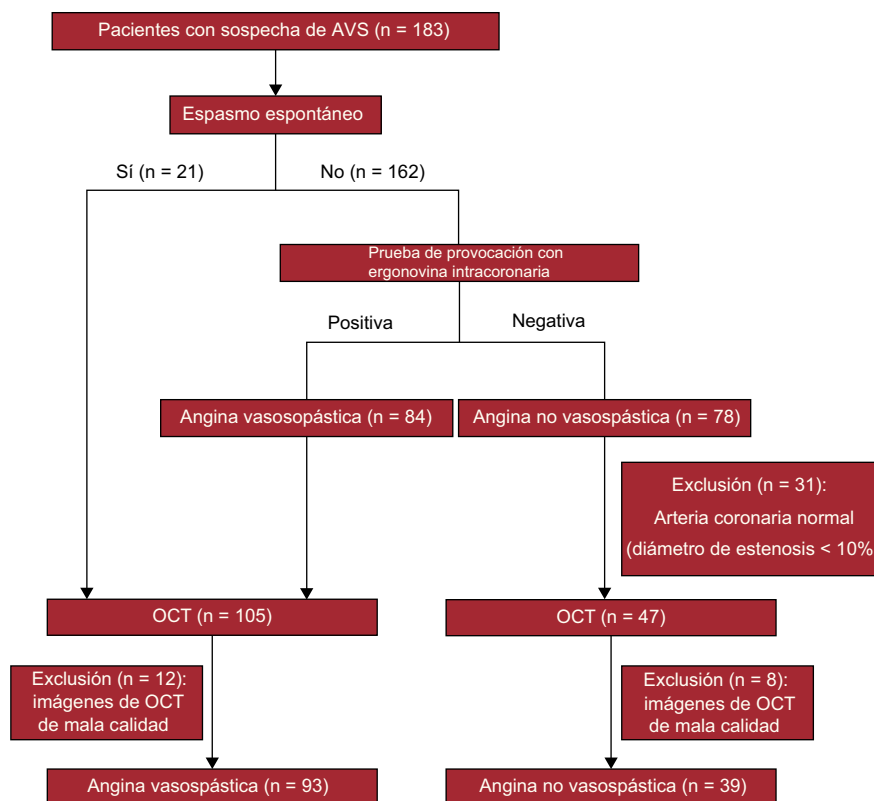 Pacientes con sospecha de AVS (n = 183)
Espasmo espontáneo
Sí (n = 21)
No (n = 162)
Prueba de provocación con
ergonovina intracoronaria
Positiva
Negativa
Angina vasosopástica (n = 84)
Angina no vasospástica (n = 78)
Exclusión (n = 31):
Arteria coronaria normal
(diámetro de estenosis < 10%
OCT (n = 105)
OCT (n = 47)
Exclusión (n = 12):
imágenes de OCT
de mala calidad
Exclusión (n = 8):
imágenes de OCT
de mala calidad
Angina vasospástica (n = 93)
Angina no vasospástica (n = 39)